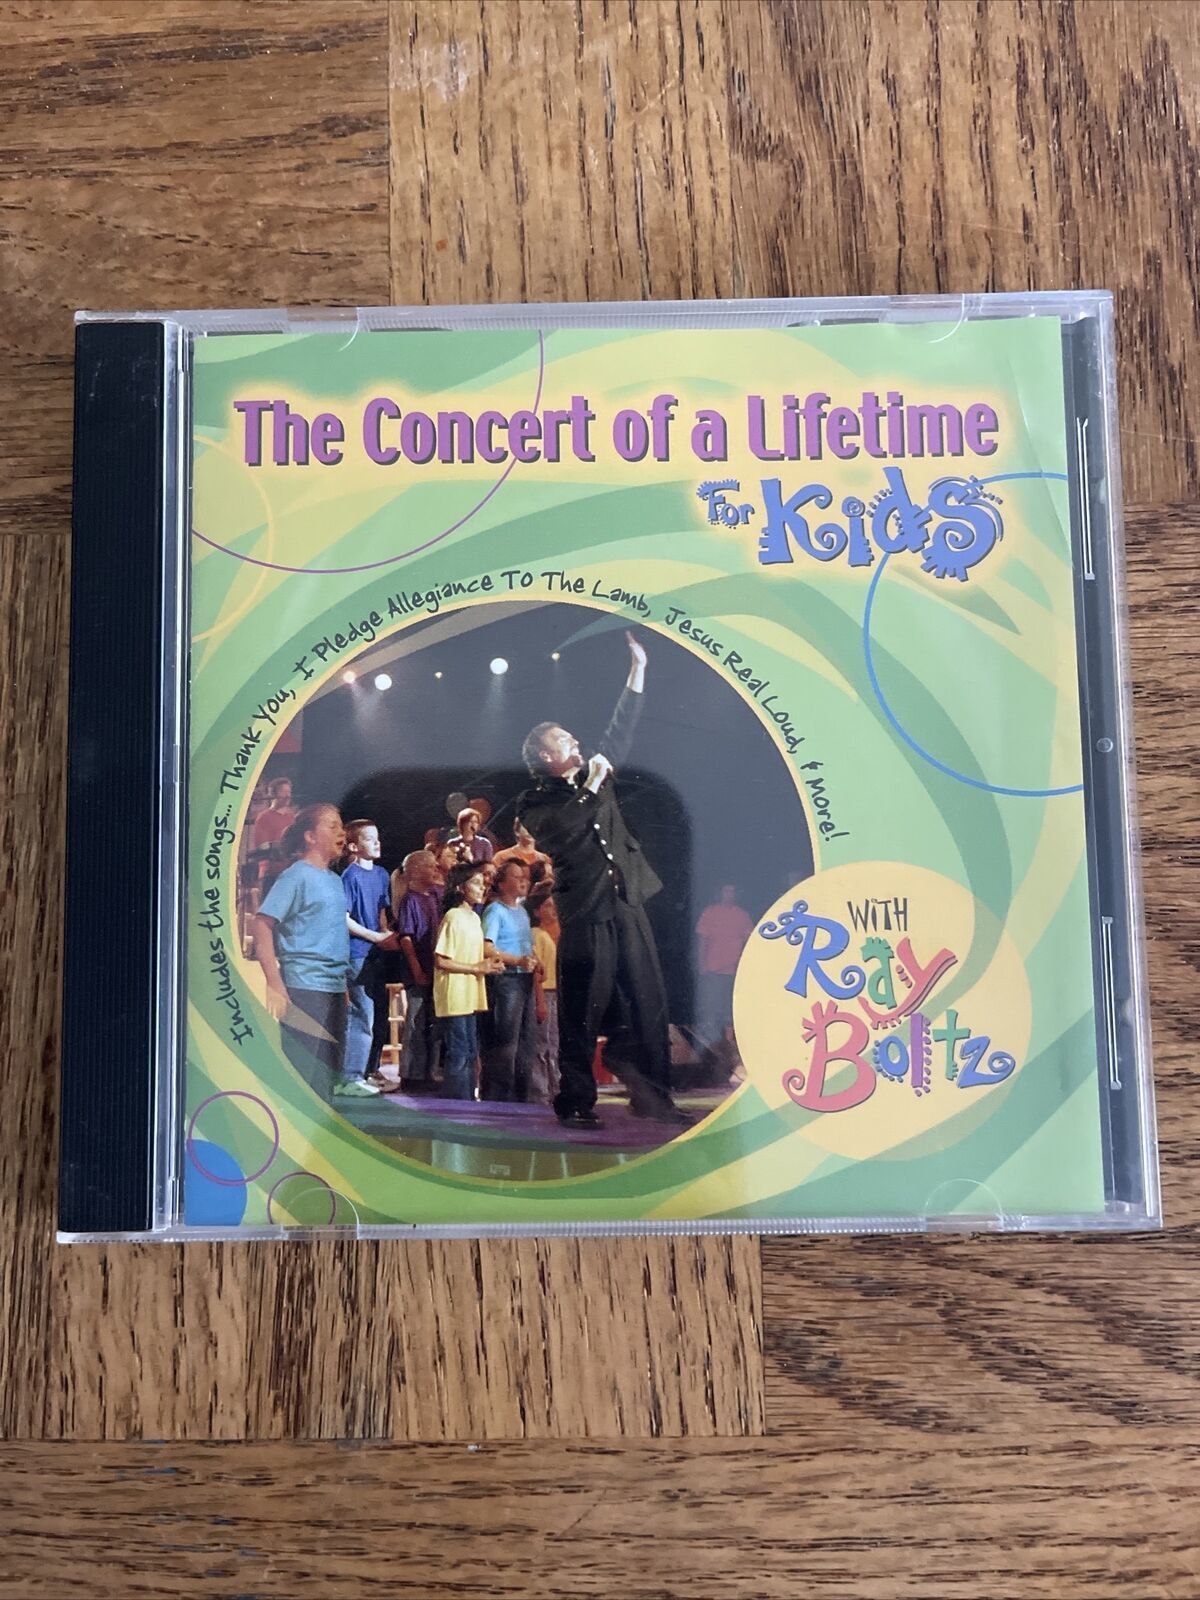 The Concert of a Lifetime
For Kids
Includes the songs... Thank You, I Pledge Allegiance To The Lamb, Jesus Real Loud, & More!
WiTH
Ray
Boltz